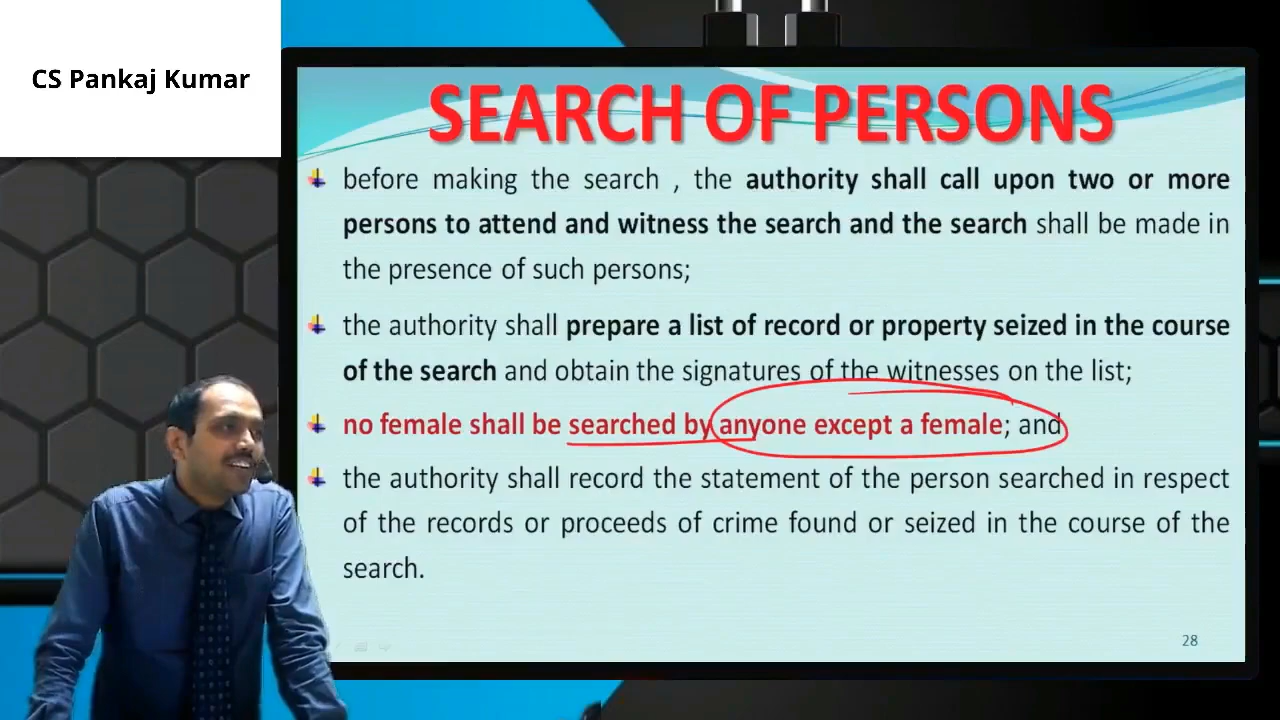 CS Pankaj Kumar
SEARCH OF PERSONS
before making the search , the authority shall call upon two or more
persons to attend and witness the search and the search shall be made in
the presence of such persons;
the authority shall prepare a list of record or property seized in the course
of the search and obtain the signatures of the witnesses on the list;
no female shall be searched by anyone except a female; and
the authority shall record the statement of the person searched in respect
of the records or proceeds of crime found or seized in the course of the
search.
28